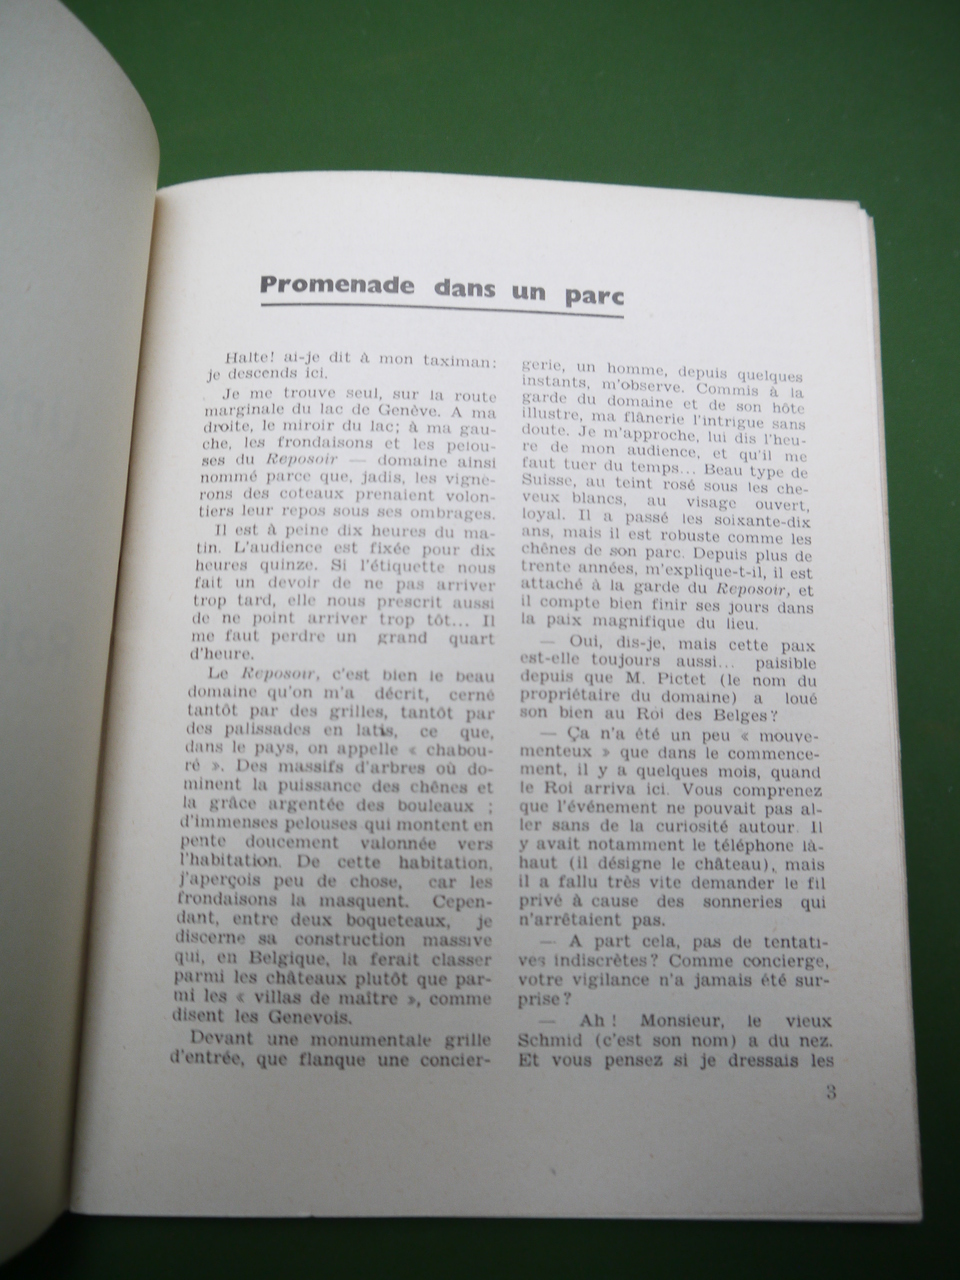 Promenade dans un parc
Halte! ai-je dit à mon taximan:
je descends ici.
Je me trouve seul, sur la route
marginale du lac de Genève. A ma
droite, le miroir du lac; à ma gau-
che, les frondaisons et les pelou-
ses du Reposoir — domaine ainsi
nommé parce que, jadis, les vigne-
rons des coteaux prenaient volon-
tiers leur repos sous ses ombrages.
Il est à peine dix heures du ma-
tin. L'audience est fixée pour dix
heures quinze. Si l'étiquette nous
fait un devoir de ne pas arriver
trop tard, elle nous prescrit aussi
de ne point arriver trop tôt... Il
me faut perdre un grand quart
d'heure.
Le Reposoir, c'est bien le beau
domaine qu'on m'a décrit, cerné
tantôt par des grilles, tantôt par
des palissades en lattis, ce que,
dans le pays, on appelle « chabou-
ré ». Des massifs d'arbres où do-
minent la puissance des chênes et
la grâce argentée des bouleaux ;
d'immenses pelouses qui montent en
pente doucement valonnée vers
l'habitation. De cette habitation,
j'aperçois peu de chose, car les
frondaisons la masquent. Cepen-
dant, entre deux boqueteaux, je
discerne sa construction massive
qui, en Belgique, la ferait classer
parmi les châteaux plutôt que par-
mi les « villas de maître », comme
disent les Genevois.
Devant une monumentale grille
d'entrée, que flanque une concier-
gerie, un homme, depuis quelques
instants, m'observe. Commis à la
garde du domaine et de son hôte
illustre, ma flânerie l'intrigue sans
doute. Je m'approche, lui dis l'heu-
re de mon audience, et qu'il me
faut tuer du temps... Beau type de
Suisse, au teint rosé sous les che-
veux blancs, au visage ouvert,
loyal. Il a passé les soixante-dix
ans, mais il est robuste comme les
chênes de son parc. Depuis plus de
trente années, m'explique-t-il, il est
attaché à la garde du Reposoir, et
il compte bien finir ses jours dans
la paix magnifique du lieu.
— Oui, dis-je, mais cette paix
est-elle toujours aussi... paisible
depuis que M. Pictet (le nom du
propriétaire du domaine) a loué
son bien au Roi des Belges?
— Ça n'a été un peu « mouve-
menteux » que dans le commence-
ment, il y a quelques mois, quand
le Roi arriva ici. Vous comprenez
que l'événement ne pouvait pas al-
ler sans de la curiosité autour. Il
y avait notamment le téléphone là-
haut (il désigne le château), mais
il a fallu très vite demander le fil
privé à cause des sonneries qui
n'arrêtaient pas.
— A part cela, pas de tentati-
ves indiscrètes? Comme concierge,
votre vigilance n'a jamais été sur-
prise?
— Ah! Monsieur, le vieux
Schmid (c'est son nom) a du nez.
Et vous pensez si je dressais les
3